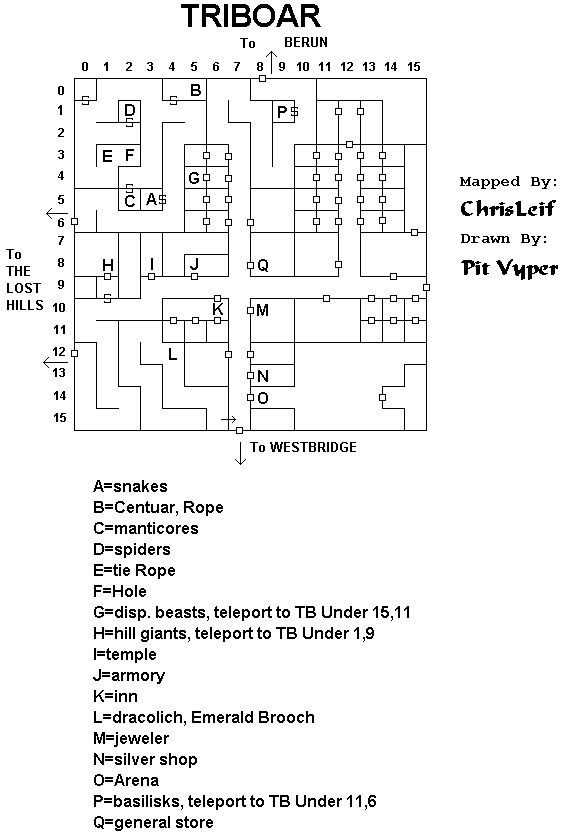 TRIBOAR
To BERUN
0 1 2 3 4 5 6 7 8 9 10 11 12 13 14 15
0 B
1 D P S
S S
2 S
3 E F
4 G
S
5 C A S
6
7
8 H I J Q
9
S
10 K M
11
12 L
13 N
14 O
15
To
THE
LOST
HILLS
Mapped By:
ChrisLeif
Drawn By:
Pit Vyper
To WESTBRIDGE
A=snakes
B=Centuar, Rope
C=manticores
D=spiders
E=tie Rope
F=Hole
G=disp. beasts, teleport to TB Under 15,11
H=hill giants, teleport to TB Under 1,9
I=temple
J=armory
K=inn
L=dracolich, Emerald Brooch
M=jeweler
N=silver shop
O=Arena
P=basilisks, teleport to TB Under 11,6
Q=general store